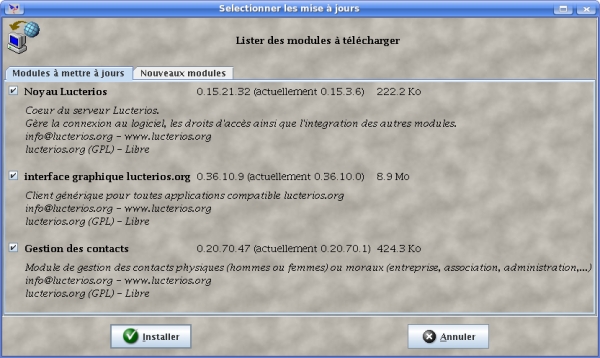 Selectionner les mise à jours
Lister des modules à télécharger
Modules à mettre à jours Nouveaux modules
Noyau Lucterios 0.15.21.32 (actuellement 0.15.3.6) 222.2 Ko
Coeur du serveur Lucterios.
Gère la connexion au logiciel, les droits d'accès ainsi que l'integration des autres modules.
info@lucterios.org – www.lucterios.org
lucterios.org (GPL) – Libre
interface graphique lucterios.org 0.36.10.9 (actuellement 0.36.10.0) 8.9 Mo
Client générique pour toutes applications compatible lucterios.org
info@lucterios.org – www.lucterios.org
lucterios.org (GPL) – Libre
Gestion des contacts 0.20.70.47 (actuellement 0.20.70.1) 424.3 Ko
Module de gestion des contacts physiques (hommes ou femmes) ou moraux (entreprise, association, administration,...)
info@lucterios.org – www.lucterios.org
lucterios.org (GPL) – Libre
Installer Annuler